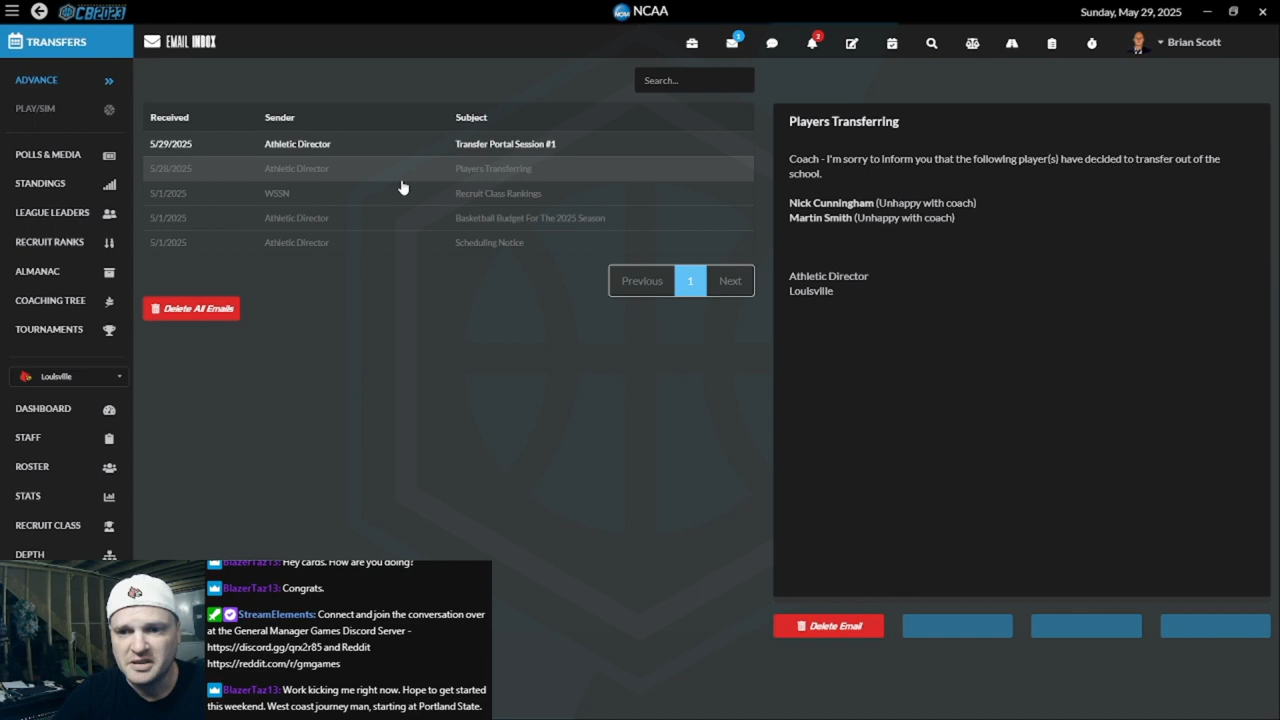 CB2023
NCAA
Sunday, May 29, 2025
TRANSFERS
EMAIL INBOX
1
2
Brian Scott
ADVANCE
PLAY/SIM
POLLS & MEDIA
STANDINGS
LEAGUE LEADERS
RECRUIT RANKS
ALMANAC
COACHING TREE
TOURNAMENTS
Louisville
DASHBOARD
STAFF
ROSTER
STATS
RECRUIT CLASS
DEPTH
Search...
Received Sender Subject
5/29/2025 Athletic Director Transfer Portal Session #1
5/28/2025 Athletic Director Players Transferring
5/1/2025 WSSN Recruit Class Rankings
5/1/2025 Athletic Director Basketball Budget For The 2025 Season
5/1/2025 Athletic Director Scheduling Notice
Previous 1 Next
Delete All Emails
Players Transferring
Coach - I'm sorry to inform you that the following player(s) have decided to transfer out of the
school.
Nick Cunningham (Unhappy with coach)
Martin Smith (Unhappy with coach)
Athletic Director
Louisville
Delete Email
BlazerTaz13: Hey cards. How are you doing?
BlazerTaz13: Congrats.
StreamElements: Connect and join the conversation over
at the General Manager Games Discord Server -
https://discord.gg/qrx2r85 and Reddit
https://reddit.com/r/gmgames
BlazerTaz13: Work kicking me right now. Hope to get started
this weekend. West coast journey man, starting at Portland State.